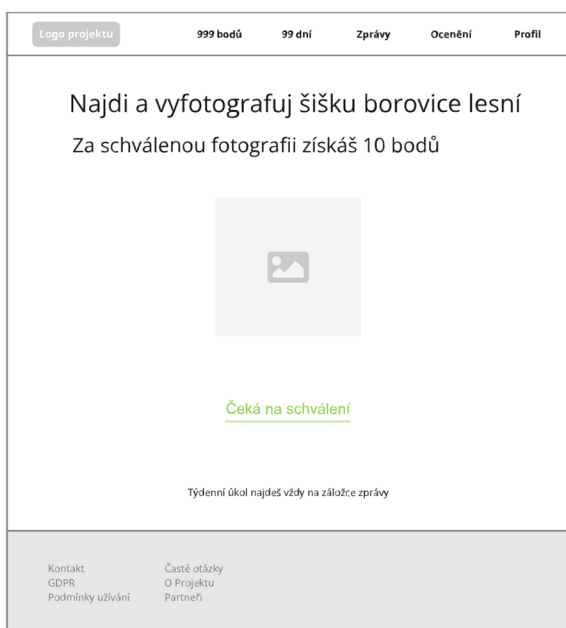 Logo projektu
999 bodů
99 dní
Zprávy
Ocenění
Profil
Najdi a vyfotografuj šišku borovice lesní
Za schválenou fotografii získáš 10 bodů
Čeká na schválení
Týdenní úkol najdeš vždy na záložce zprávy
Kontakt
GDPR
Podmínky užívání
Časté otázky
O Projektu
Partneři